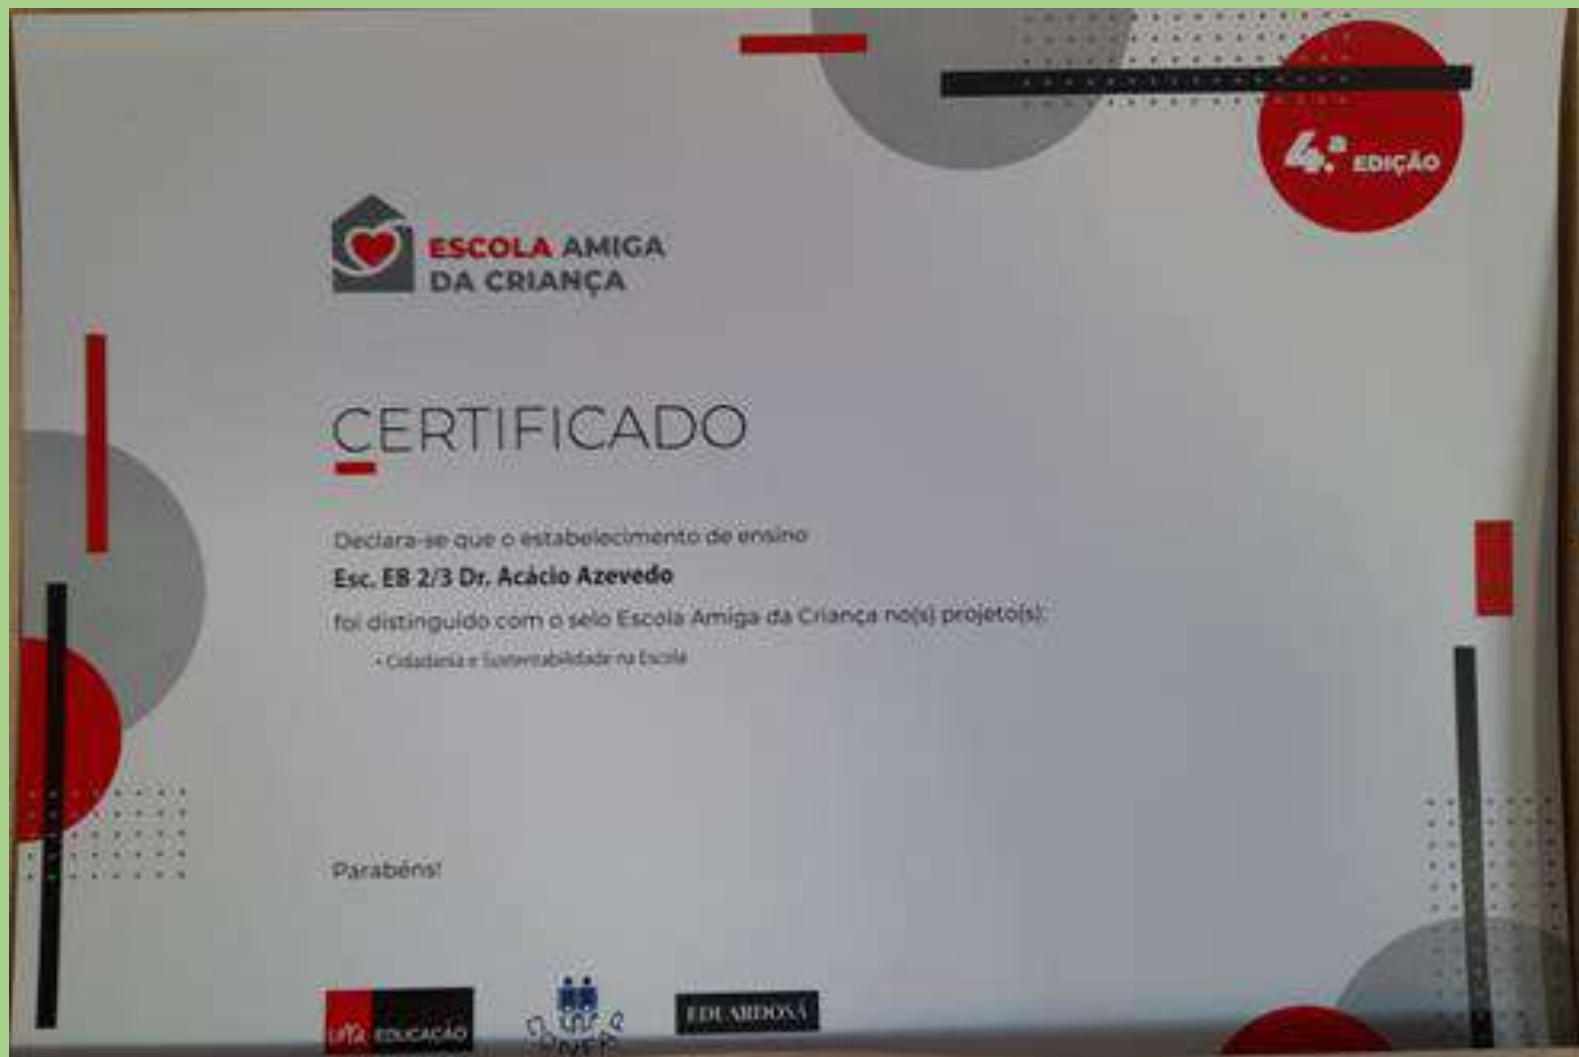 4.ª EDIÇÃO
ESCOLA AMIGA
DA CRIANÇA
CERTIFICADO
Declara-se que o estabelecimento de ensino
Esc. EB 2/3 Dr. Acácio Azevedo
foi distinguido com o selo Escola Amiga da Criança no(s) projeto(s):
• Cidadania e Sustentabilidade na Escola
Parabéns!
LeYa EDUCAÇÃO
CONFAP
EDUARDOSÁ